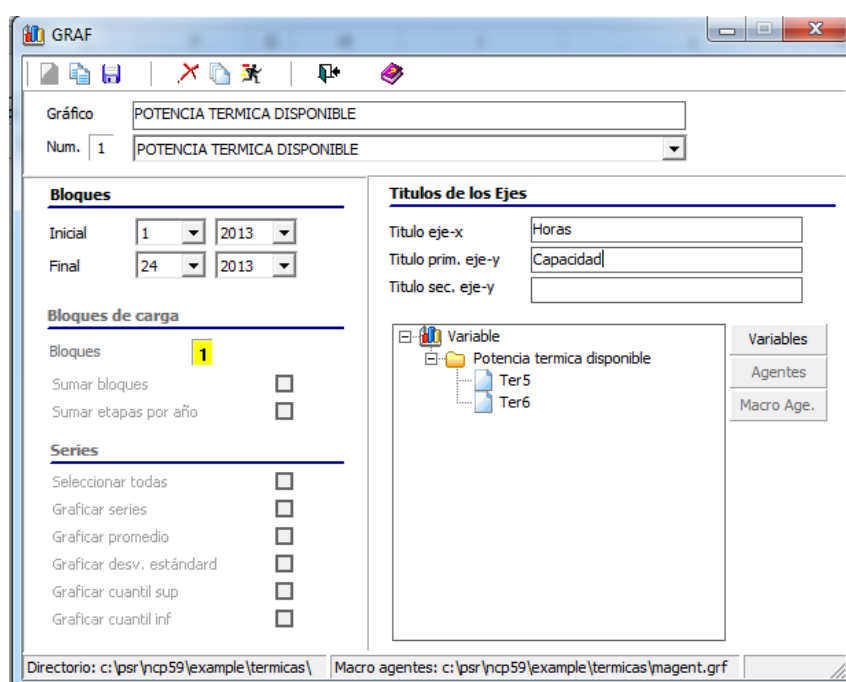 GRAF
Gráfico POTENCIA TERMICA DISPONIBLE
Num. 1 POTENCIA TERMICA DISPONIBLE
Bloques
Inicial 1 2013
Final 24 2013
Bloques de carga
Bloques 1
Sumar bloques
Sumar etapas por año
Series
Seleccionar todas
Graficar series
Graficar promedio
Graficar desv. estándard
Graficar cuantil sup
Graficar cuantil inf
Titulos de los Ejes
Titulo eje-x Horas
Titulo prim. eje-y Capacidad
Titulo sec. eje-y
Variable
Potencia termica disponible
Ter5
Ter6
Variables
Agentes
Macro Age.
Directorio: c:\psr\ncp59\example\termicas\ Macro agentes: c:\psr\ncp59\example\termicas\magent.grf